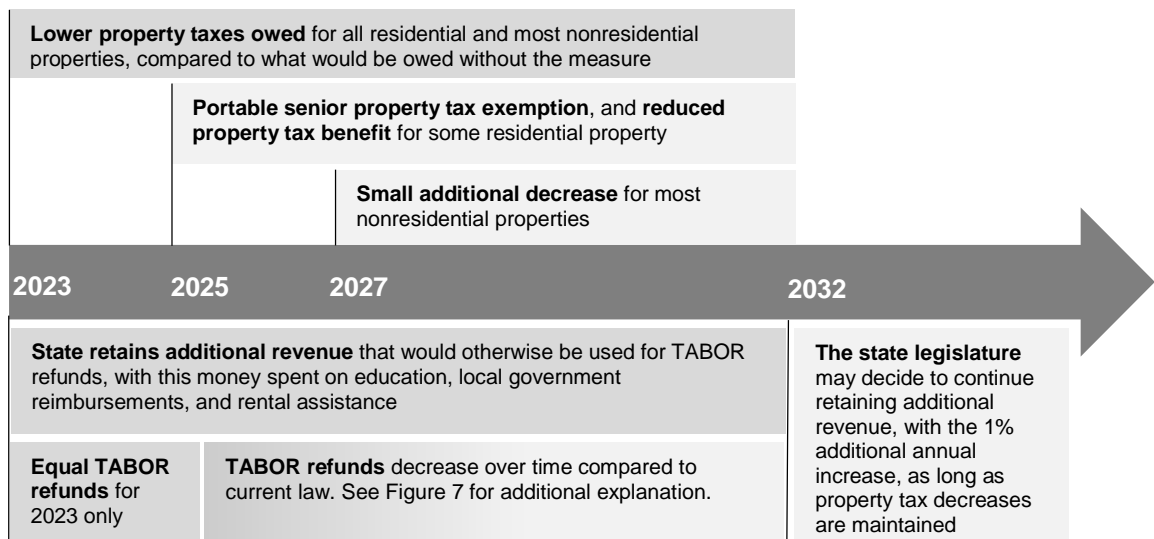 Lower property taxes owed for all residential and most nonresidential
properties, compared to what would be owed without the measure
Portable senior property tax exemption, and reduced
property tax benefit for some residential property
Small additional decrease for most
nonresidential properties
2023
2025
2027
2032
State retains additional revenue that would otherwise be used for TABOR
refunds, with this money spent on education, local government
reimbursements, and rental assistance
The state legislature
may decide to continue
retaining additional
revenue, with the 1%
additional annual
increase, as long as
property tax decreases
are maintained
Equal TABOR
refunds for
2023 only
TABOR refunds decrease over time compared to
current law. See Figure 7 for additional explanation.